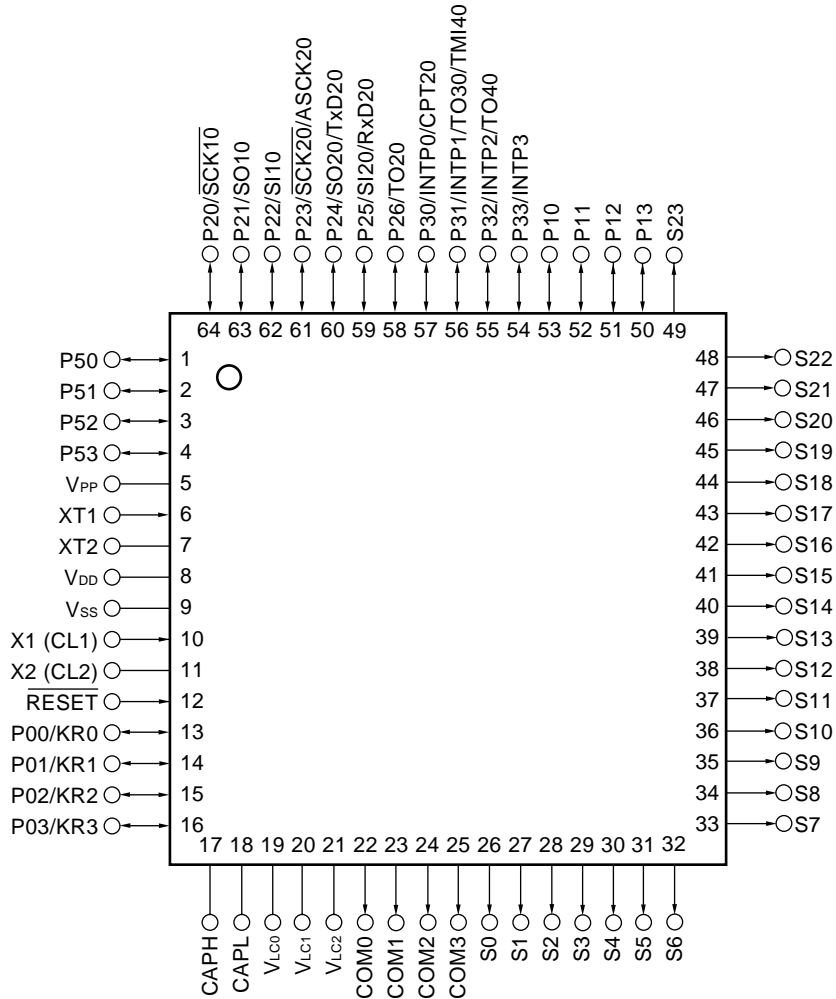 P20/SCK10
P21/SO10
P22/SI10
P23/SCK20/ASCK20
P24/SO20/TxD20
P25/SI20/RxD20
P26/TO20
P30/INTP0/CPT20
P31/INTP1/TO30/TMI40
P32/INTP2/TO40
P33/INTP3
P10
P11
P12
P13
S23
64 63 62 61 60 59 58 57 56 55 54 53 52 51 50 49
P50 1
P51 2
P52 3
P53 4
VPP 5
XT1 6
XT2 7
VDD 8
VSS 9
X1 (CL1) 10
X2 (CL2) 11
RESET 12
P00/KR0 13
P01/KR1 14
P02/KR2 15
P03/KR3 16
48 S22
47 S21
46 S20
45 S19
44 S18
43 S17
42 S16
41 S15
40 S14
39 S13
38 S12
37 S11
36 S10
35 S9
34 S8
33 S7
17 18 19 20 21 22 23 24 25 26 27 28 29 30 31 32
CAPH
CAPL
VLC0
VLC1
VLC2
COM0
COM1
COM2
COM3
S0
S1
S2
S3
S4
S5
S6